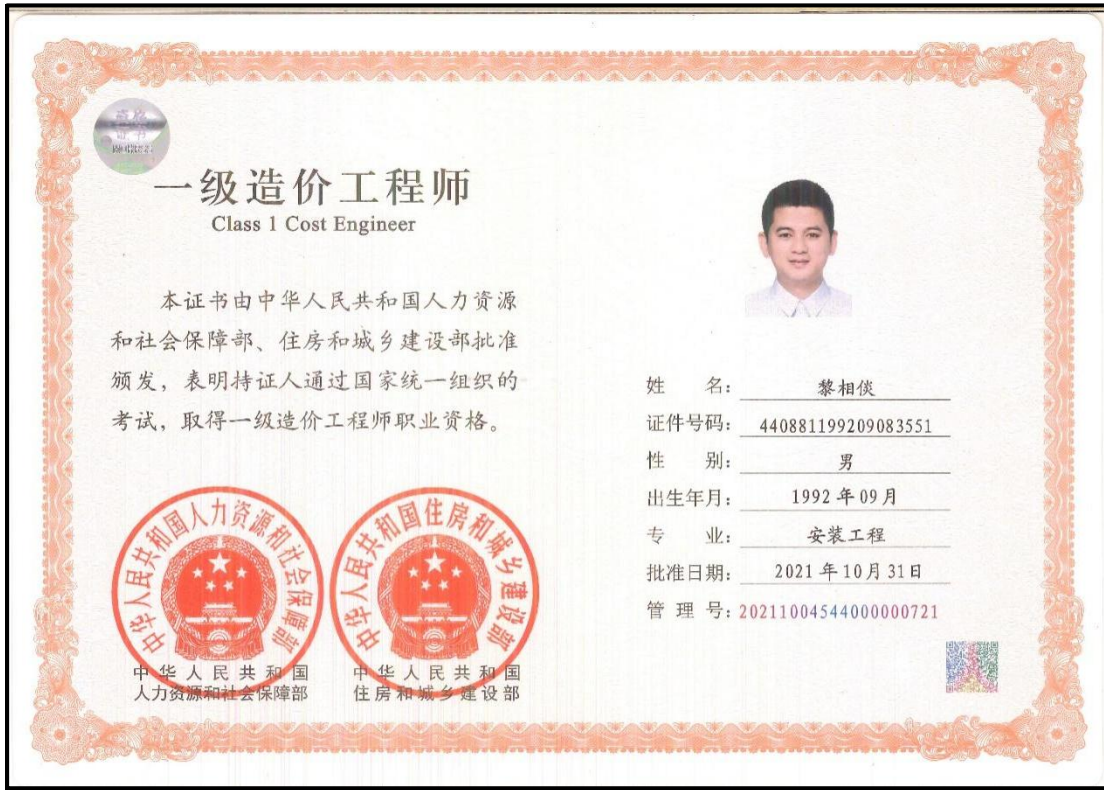 资格
证书
一级造价工程师
Class 1 Cost Engineer
本证书由中华人民共和国人力资源
和社会保障部、住房和城乡建设部批准
颁发，表明持证人通过国家统一组织的
考试，取得一级造价工程师职业资格。
中华人民共和国人力资源和社会保障部
中华人民共和国住房和城乡建设部
中华人民共和国
人力资源和社会保障部
中华人民共和国
住房和城乡建设部
姓 名： 黎相倓
证件号码： 440881199209083551
性 别： 男
出生年月： 1992年09月
专 业： 安装工程
批准日期： 2021年10月31日
管 理 号：20211004544000000721